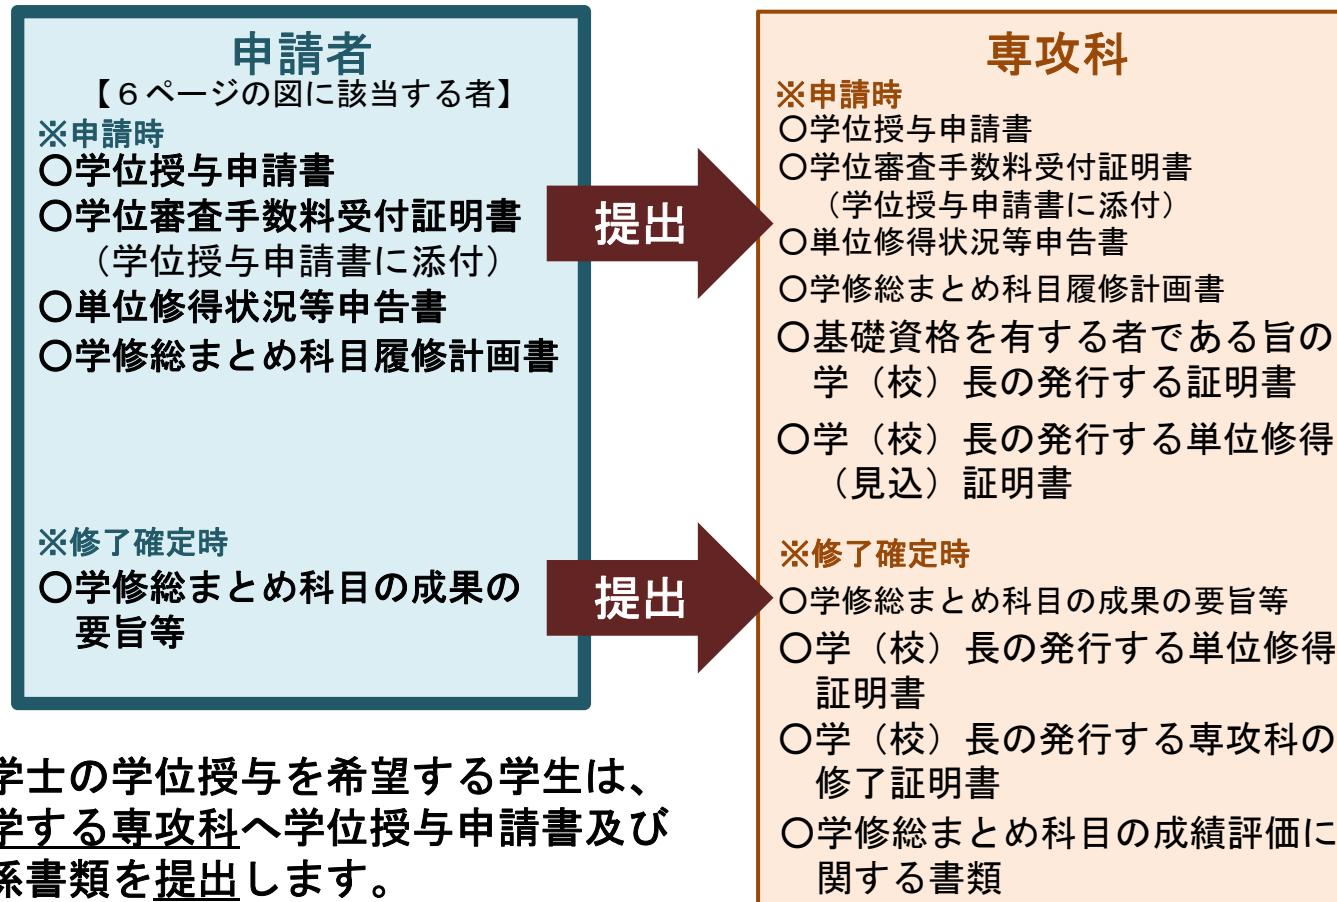 申請者
【６ページの図に該当する者】
※申請時
〇学位授与申請書
〇学位審査手数料受付証明書
（学位授与申請書に添付）
〇単位修得状況等申告書
〇学修総まとめ科目履修計画書
※修了確定時
〇学修総まとめ科目の成果の
要旨等
提出
提出
専攻科
※申請時
〇学位授与申請書
〇学位審査手数料受付証明書
（学位授与申請書に添付）
〇単位修得状況等申告書
〇学修総まとめ科目履修計画書
〇基礎資格を有する者である旨の
学（校）長の発行する証明書
〇学（校）長の発行する単位修得
（見込）証明書
※修了確定時
〇学修総まとめ科目の成果の要旨等
〇学（校）長の発行する単位修得
証明書
〇学（校）長の発行する専攻科の
修了証明書
〇学修総まとめ科目の成績評価に
関する書類
学士の学位授与を希望する学生は、
学する専攻科へ学位授与申請書及び
係書類を提出します。